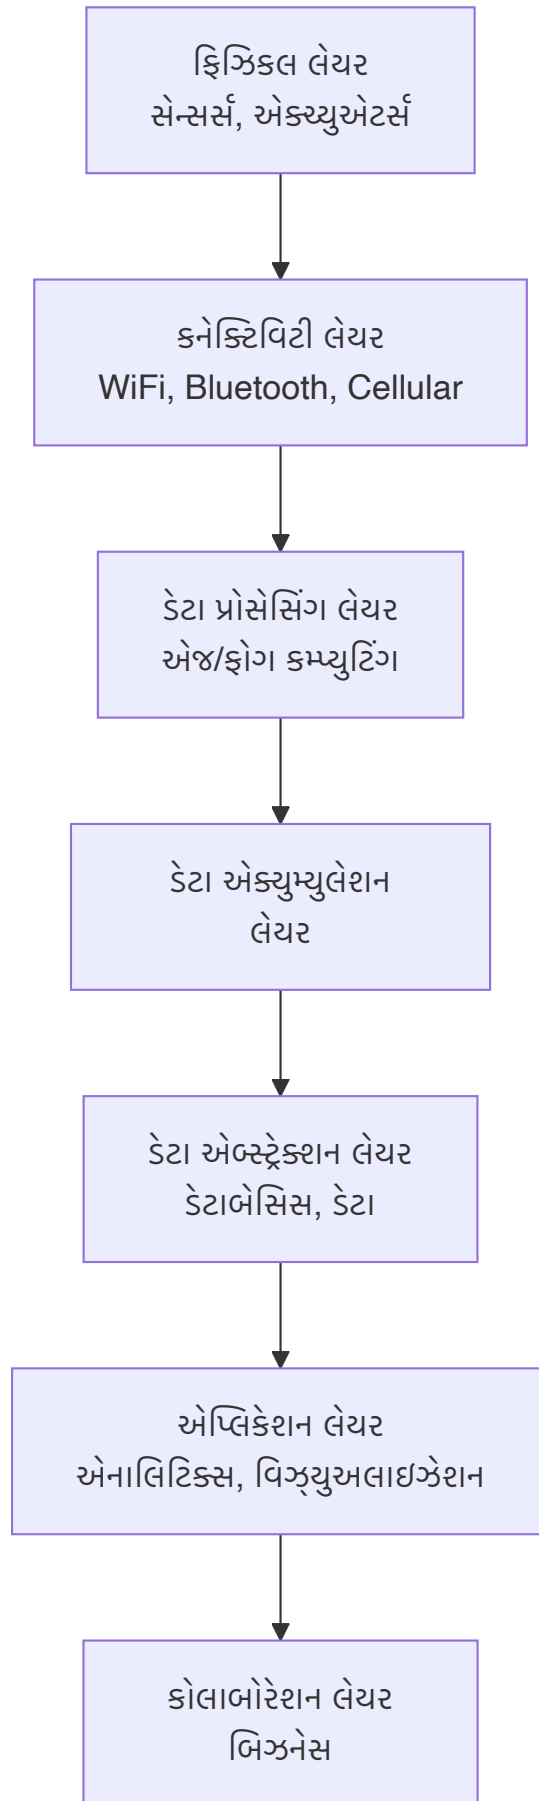 ફિઝિકલ લેયર
સેન્સર્સ, એક્ચ્યુએટર્સ
કનેક્ટિવિટી લેયર
WiFi, Bluetooth, Cellular
ડેટા પ્રોસેસિંગ લેયર
એજ/ફોગ કમ્પ્યુટિંગ
ડેટા એક્યુમ્યુલેશન
લેયર
ડેટા એબ્સ્ટ્રેક્શન લેયર
ડેટાબેસિસ, ડેટા
એપ્લિકેશન લેયર
એનાલિટિક્સ, વિઝ્યુઅલાઇઝેશન
કોલાબોરેશન લેયર
બિઝનેસ